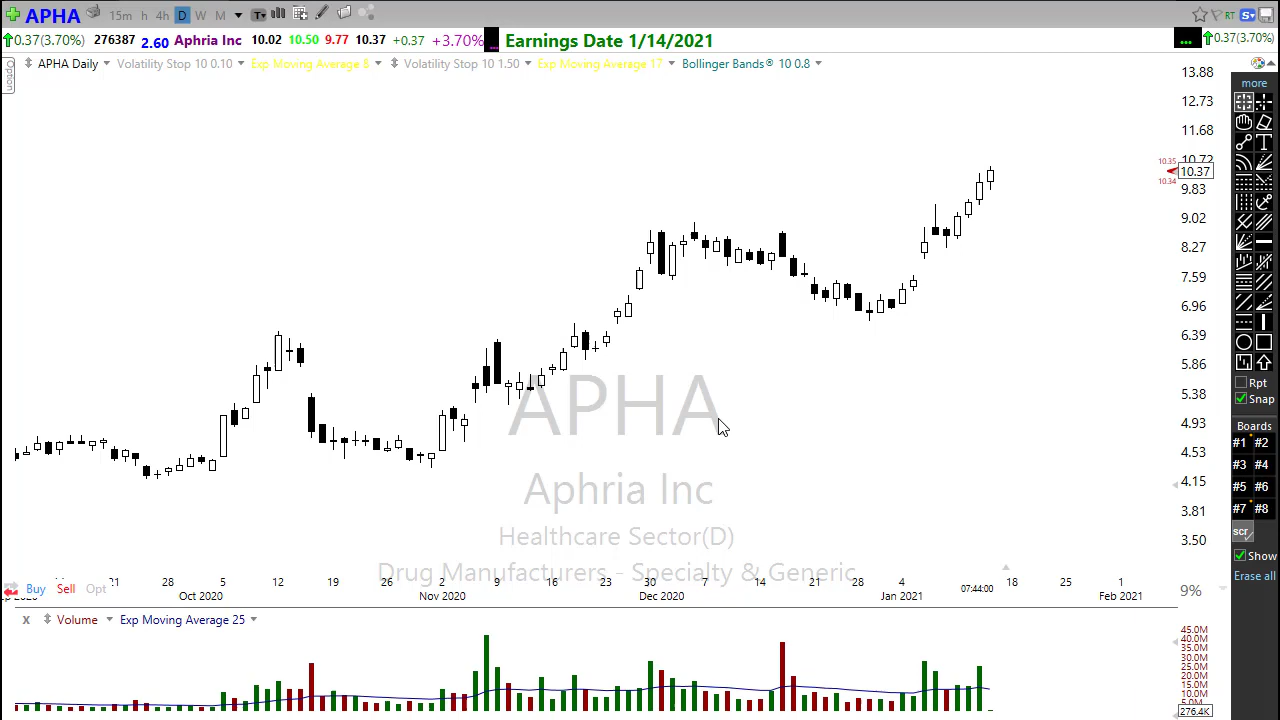 APHA 15m h 4h D W M T RT S
0.37(3.70%) 276387 2.60 Aphria Inc 10.02 10.50 9.77 10.37 +0.37 +3.70% ... Earnings Date 1/14/2021 ... 0.37(3.70%)
Option
APHA Daily Volatility Stop 10 0.10 Exp Moving Average 8 Volatility Stop 10 1.50 Exp Moving Average 17 Bollinger Bands® 10 0.8
13.88
12.73
11.68
10.72
10.35
10.37
10.34
9.83
9.02
8.27
7.59
6.96
6.39
5.86
5.38
4.93
4.53
4.15
3.81
3.50
more
T
Rpt
Snap
Boards
#1 #2
#3 #4
#5 #6
#7 #8
scr
Show
Erase all
APHA
Aphria Inc
Healthcare Sector(D)
Drug Manufacturers - Specialty & Generic
28 5 12 19 26 2 9 16 23 30 7 14 21 28 4 18 25 1
Buy Sell Opt
Oct 2020 Nov 2020 Dec 2020 Jan 2021 07:44:00 Feb 2021
9%
x Volume Exp Moving Average 25
45.0M
40.0M
35.0M
30.0M
25.0M
20.0M
15.0M
10.0M
5.0M
276.4K